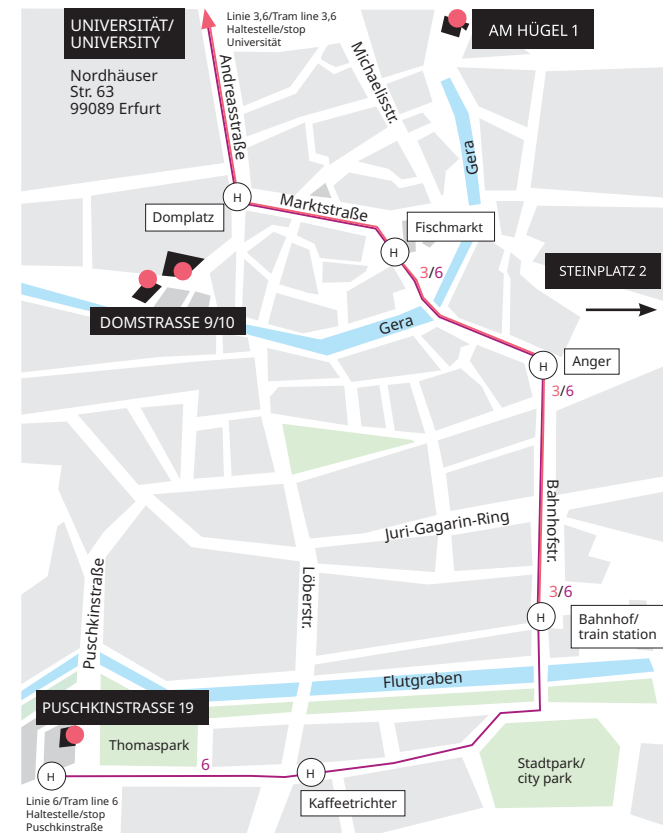 UNIVERSITÄT/
UNIVERSITY
Nordhäuser
Str. 63
99089 Erfurt
Linie 3,6/Tram line 3,6
Haltestelle/stop
Universität
AM HÜGEL 1
Andreasstraße
Michaelisstr.
Gera
H
Domplatz
Marktstraße
Fischmarkt
H
3/6
STEINPLATZ 2
DOMSTRASSE 9/10
Gera
H
Anger
3/6
Juri-Gagarin-Ring
Bahnhofstr.
Puschkinstraße
Löberstr.
3/6
H
Bahnhof/
train station
Flutgraben
PUSCHKINSTRASSE 19
Thomaspark
6
H
H
Kaffeetrichter
Stadtpark/
city park
Linie 6/Tram line 6
Haltestelle/stop
Puschkinstraße